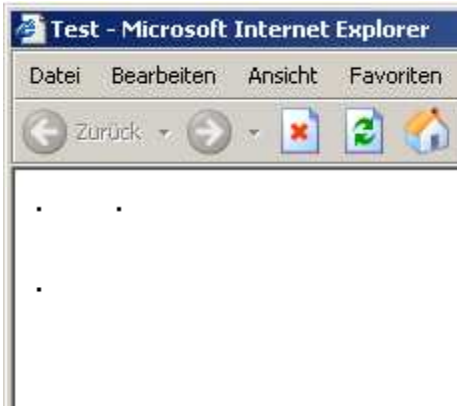 Test - Microsoft Internet Explorer
Datei Bearbeiten Ansicht Favoriten
Zurück
. .
.